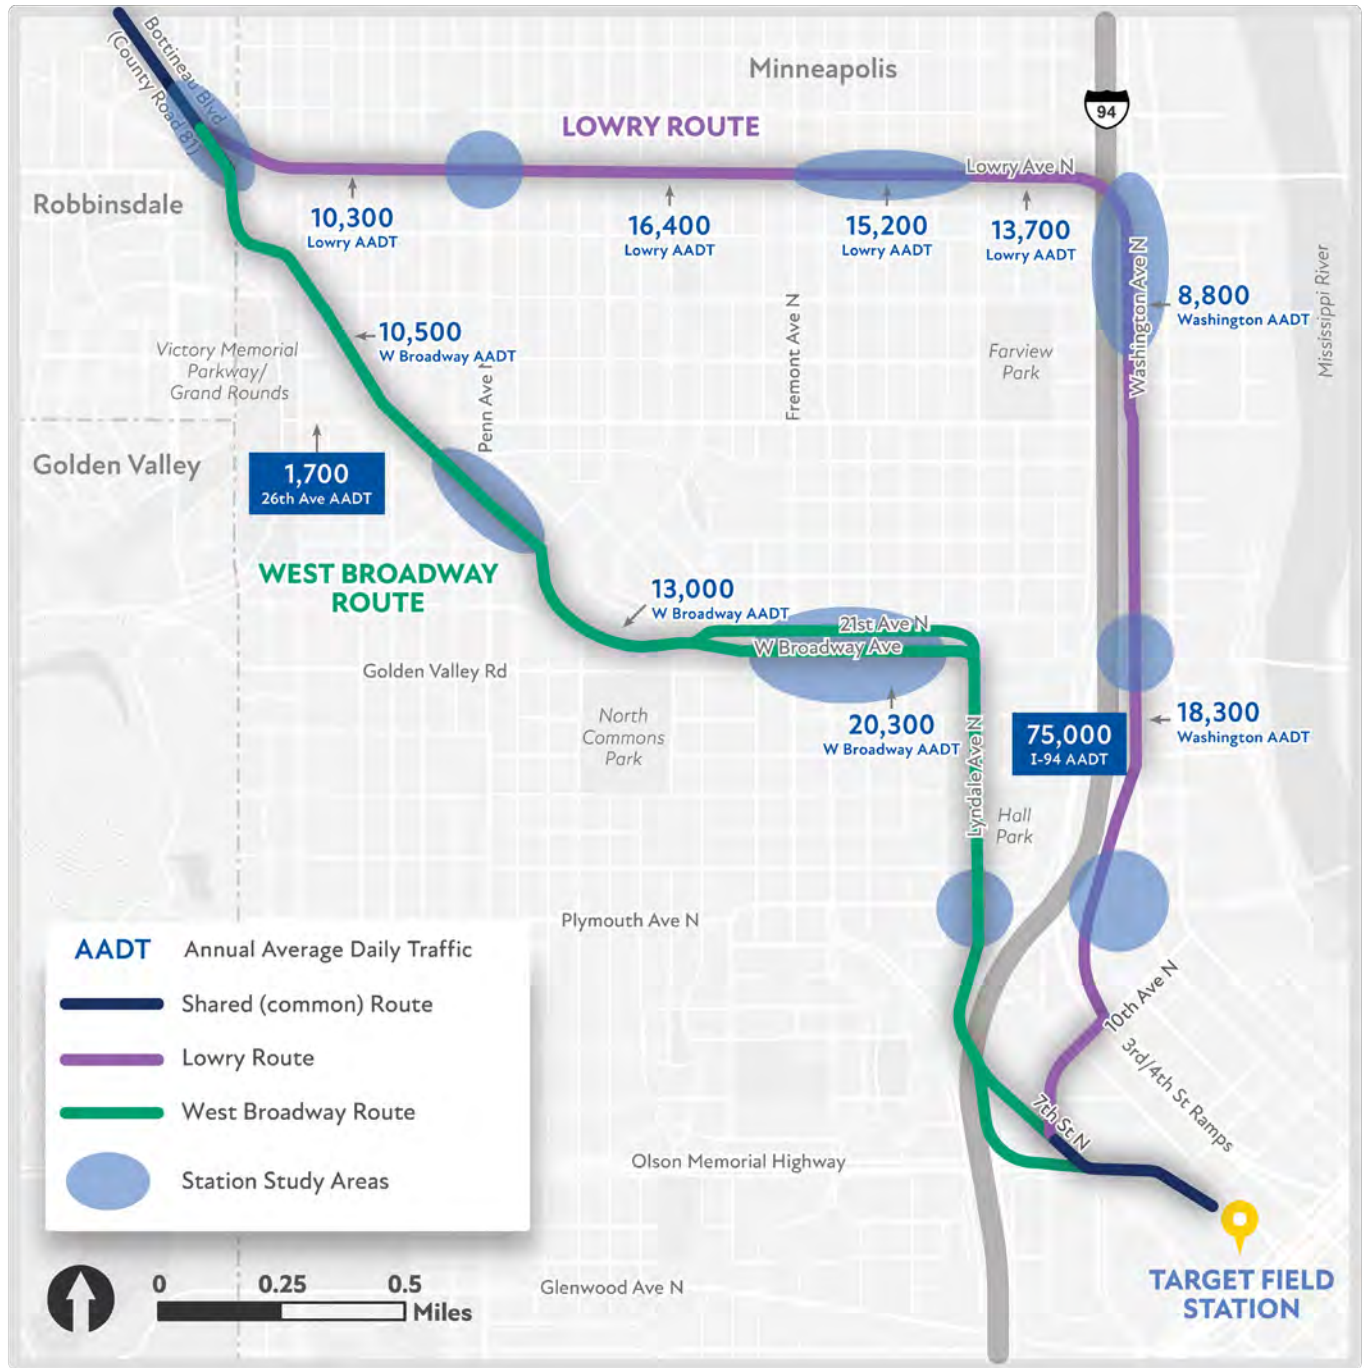 Minneapolis
Bottineau Blvd
(County Road 81)
94
LOWRY ROUTE
Lowry Ave N
Robbinsdale
10,300
Lowry AADT
16,400
Lowry AADT
15,200
Lowry AADT
13,700
Lowry AADT
Washington Ave N
Mississippi River
8,800
Washington AADT
10,500
W Broadway AADT
Fremont Ave N
Penn Ave N
Victory Memorial
Parkway/
Grand Rounds
Farview
Park
Golden Valley
1,700
26th Ave AADT
WEST BROADWAY
ROUTE
13,000
W Broadway AADT
21st Ave N
W Broadway Ave
Golden Valley Rd
North
Commons
Park
20,300
W Broadway AADT
Lyndale Ave N
75,000
I-94 AADT
18,300
Washington AADT
Hall
Park
Plymouth Ave N
AADT Annual Average Daily Traffic
Shared (common) Route
Lowry Route
West Broadway Route
Station Study Areas
10th Ave N
3rd/4th St Ramps
7th St N
Olson Memorial Highway
Glenwood Ave N
TARGET FIELD
STATION
0 0.25 0.5
Miles